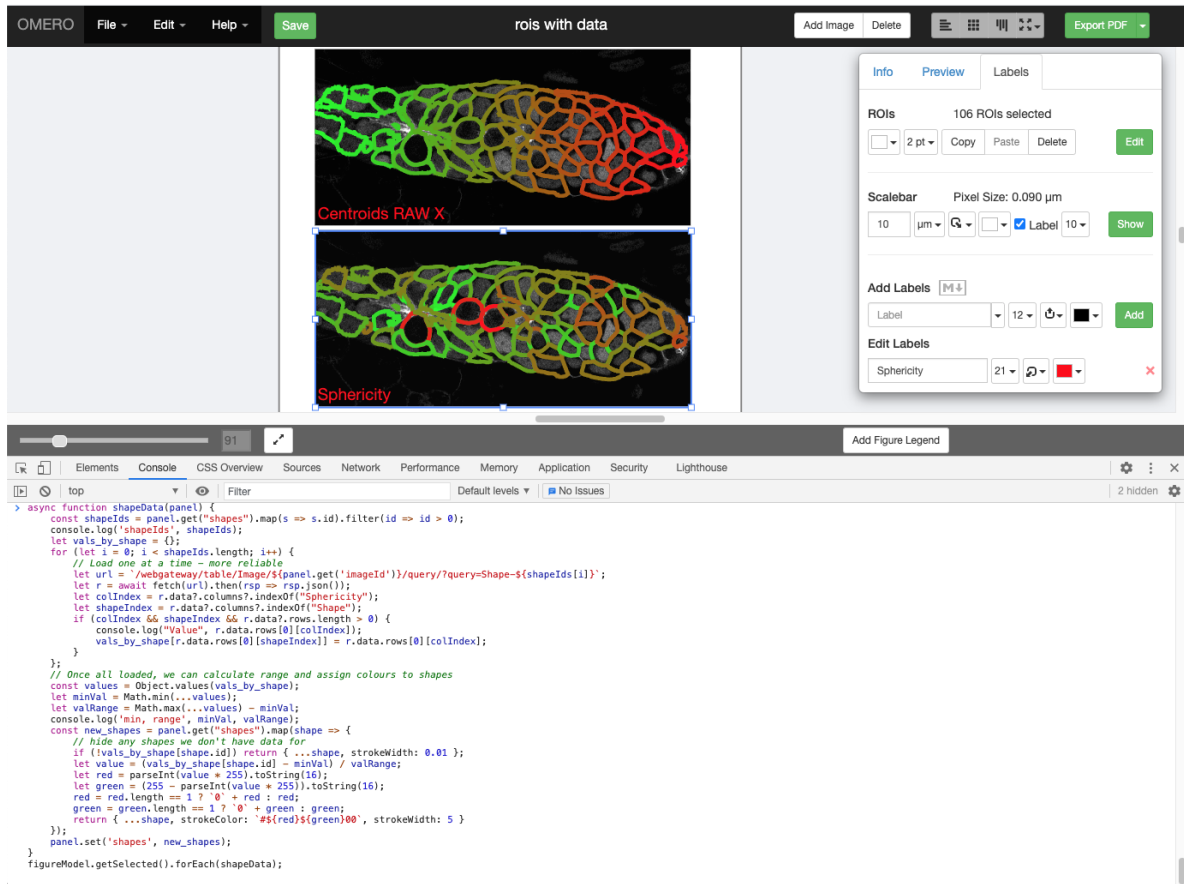 OMERO File Edit Help Save rois with data Add Image Delete Export PDF
Centroids RAW X
Sphericity
Info Preview Labels
ROIs 106 ROIs selected
2 pt Copy Paste Delete Edit
Scalebar Pixel Size: 0.090 µm
10 µm Label 10 Show
Add Labels M
Label 12 Add
Edit Labels
Sphericity 21
91 Add Figure Legend
Elements Console CSS Overview Sources Network Performance Memory Application Security Lighthouse
top Filter Default levels No Issues 2 hidden
> async function shapeData(panel) {
const shapeIds = panel.get("shapes").map(s => s.id).filter(id => id > 0);
console.log('shapeIds', shapeIds);
let vals_by_shape = {};
for (let i = 0; i < shapeIds.length; i++) {
// Load one at a time – more reliable
let url = `/webgateway/table/Image/${panel.get('imageId')}/query/?query=Shape-${shapeIds[i]}`;
let r = await fetch(url).then(rsp => rsp.json());
let colIndex = r.data?.columns?.indexOf("Sphericity");
let shapeIndex = r.data?.columns?.indexOf("Shape");
if (colIndex && shapeIndex && r.data?.rows.length > 0) {
console.log("Value", r.data.rows[0][colIndex]);
vals_by_shape[r.data.rows[0][shapeIndex]] = r.data.rows[0][colIndex];
}
};
// Once all loaded, we can calculate range and assign colours to shapes
const values = Object.values(vals_by_shape);
let minVal = Math.min(...values);
let valRange = Math.max(...values) – minVal;
console.log('min, range', minVal, valRange);
const new_shapes = panel.get("shapes").map(shape => {
// hide any shapes we don't have data for
if (!vals_by_shape[shape.id]) return { ...shape, strokeWidth: 0.01 };
let value = (vals_by_shape[shape.id] – minVal) / valRange;
let red = parseInt(value * 255).toString(16);
let green = (255 – parseInt(value * 255)).toString(16);
red = red.length == 1 ? `0` + red : red;
green = green.length == 1 ? `0` + green : green;
return { ...shape, strokeColor: `#${red}${green}00`, strokeWidth: 5 }
});
panel.set('shapes', new_shapes);
}
figureModel.getSelected().forEach(shapeData);